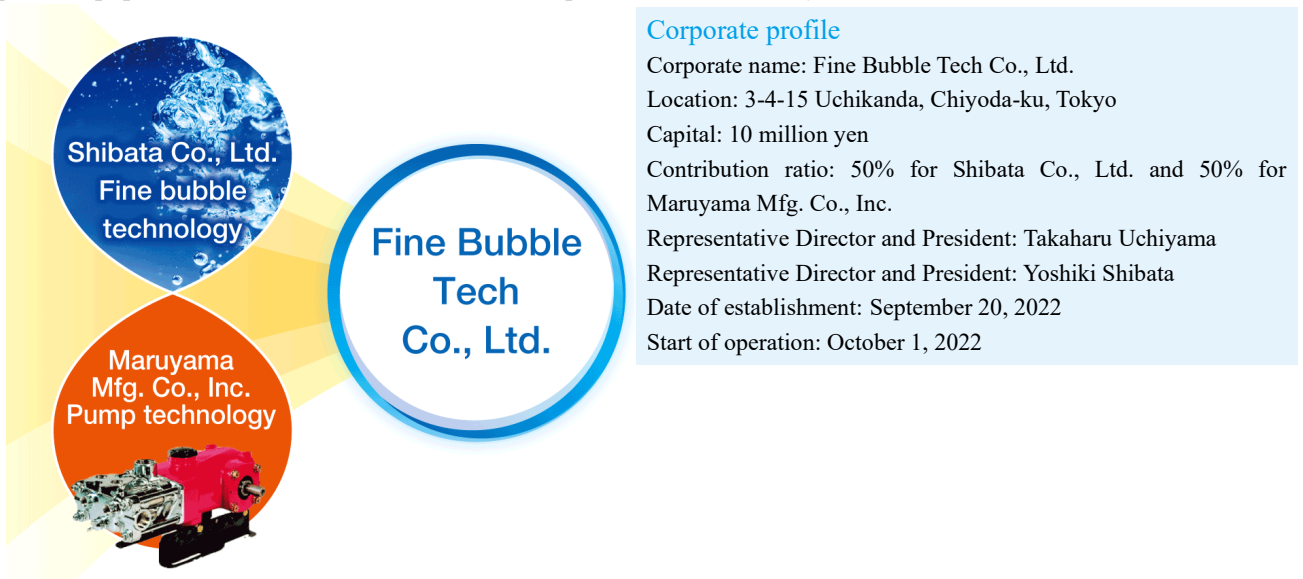 Shibata Co., Ltd.
Fine bubble
technology
Maruyama
Mfg. Co., Inc.
Pump technology
Fine Bubble
Tech
Co., Ltd.
Corporate profile
Corporate name: Fine Bubble Tech Co., Ltd.
Location: 3-4-15 Uchikanda, Chiyoda-ku, Tokyo
Capital: 10 million yen
Contribution ratio: 50% for Shibata Co., Ltd. and 50% for
Maruyama Mfg. Co., Inc.
Representative Director and President: Takaharu Uchiyama
Representative Director and President: Yoshiki Shibata
Date of establishment: September 20, 2022
Start of operation: October 1, 2022